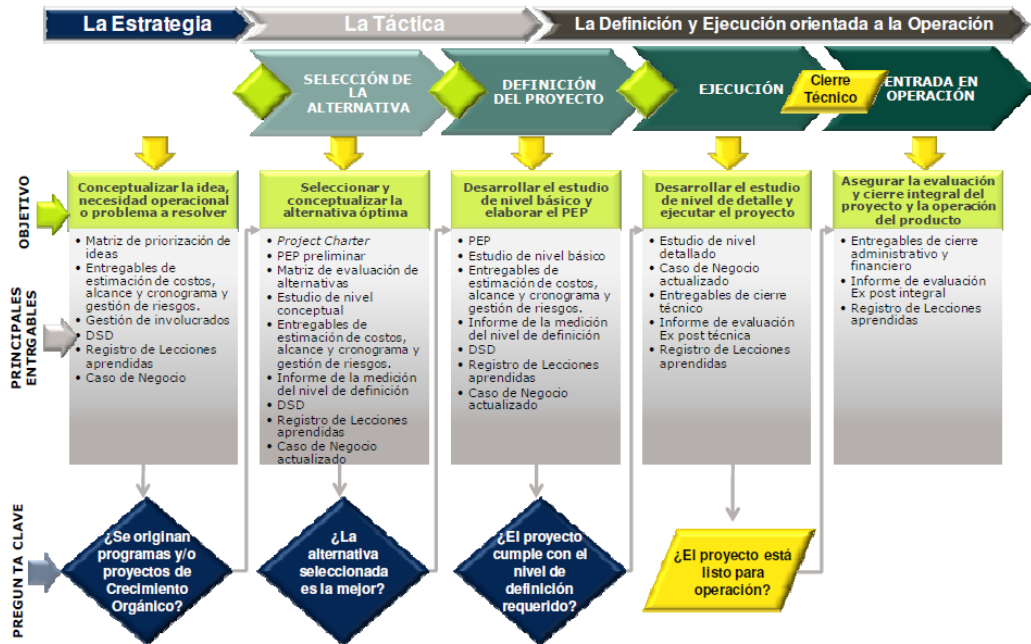 La Estrategia
La Táctica
La Definición y Ejecución orientada a la Operación
SELECCIÓN DE
LA
ALTERNATIVA
DEFINICIÓN
DEL PROYECTO
EJECUCIÓN
Cierre
Técnico
ENTRADA EN
OPERACIÓN
OBJETIVO
Conceptualizar la idea,
necesidad operacional
o problema a resolver
Seleccionar y
conceptualizar la
alternativa óptima
Desarrollar el estudio
de nivel básico y
elaborar el PEP
Desarrollar el estudio
de nivel de detalle y
ejecutar el proyecto
Asegurar la evaluación
y cierre integral del
proyecto y la operación
del producto
PRINCIPALES
ENTRGABLES
• Matriz de priorización de
ideas
• Entregables de
estimación de costos,
alcance y cronograma y
gestión de riesgos.
• Gestión de involucrados
• DSD
• Registro de Lecciones
aprendidas
• Caso de Negocio
• Project Charter
• PEP preliminar
• Matriz de evaluación de
alternativas
• Estudio de nivel
conceptual
• Entregables de
estimación de costos,
alcance y cronograma y
gestión de riesgos.
• Informe de la medición
del nivel de definición
• DSD
• Registro de Lecciones
aprendidas
• Caso de Negocio
actualizado
• PEP
• Estudio de nivel básico
• Entregables de
estimación de costos,
alcance y cronograma y
gestión de riesgos.
• Informe de la medición
del nivel de definición
• DSD
• Registro de Lecciones
aprendidas
• Caso de Negocio
actualizado
• Estudio de nivel
detallado
• Caso de Negocio
actualizado
• Entregables de cierre
técnico
• Informe de evaluación
Ex post técnica
• Registro de Lecciones
aprendidas
• Entregables de cierre
administrativo y
financiero
• Informe de evaluación
Ex post integral
• Registro de Lecciones
aprendidas
PREGUNTA CLAVE
¿Se originan
programas y/o
proyectos de
Crecimiento
Orgánico?
¿La
alternativa
seleccionada
es la mejor?
¿El proyecto
cumple con el
nivel de
definición
requerido?
¿El proyecto está
listo para
operación?